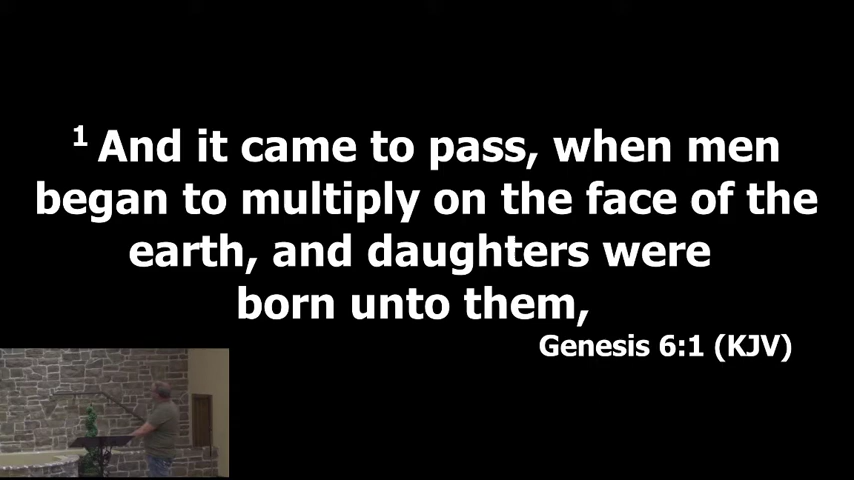 1 And it came to pass, when men
began to multiply on the face of the
earth, and daughters were
born unto them,
Genesis 6:1 (KJV)